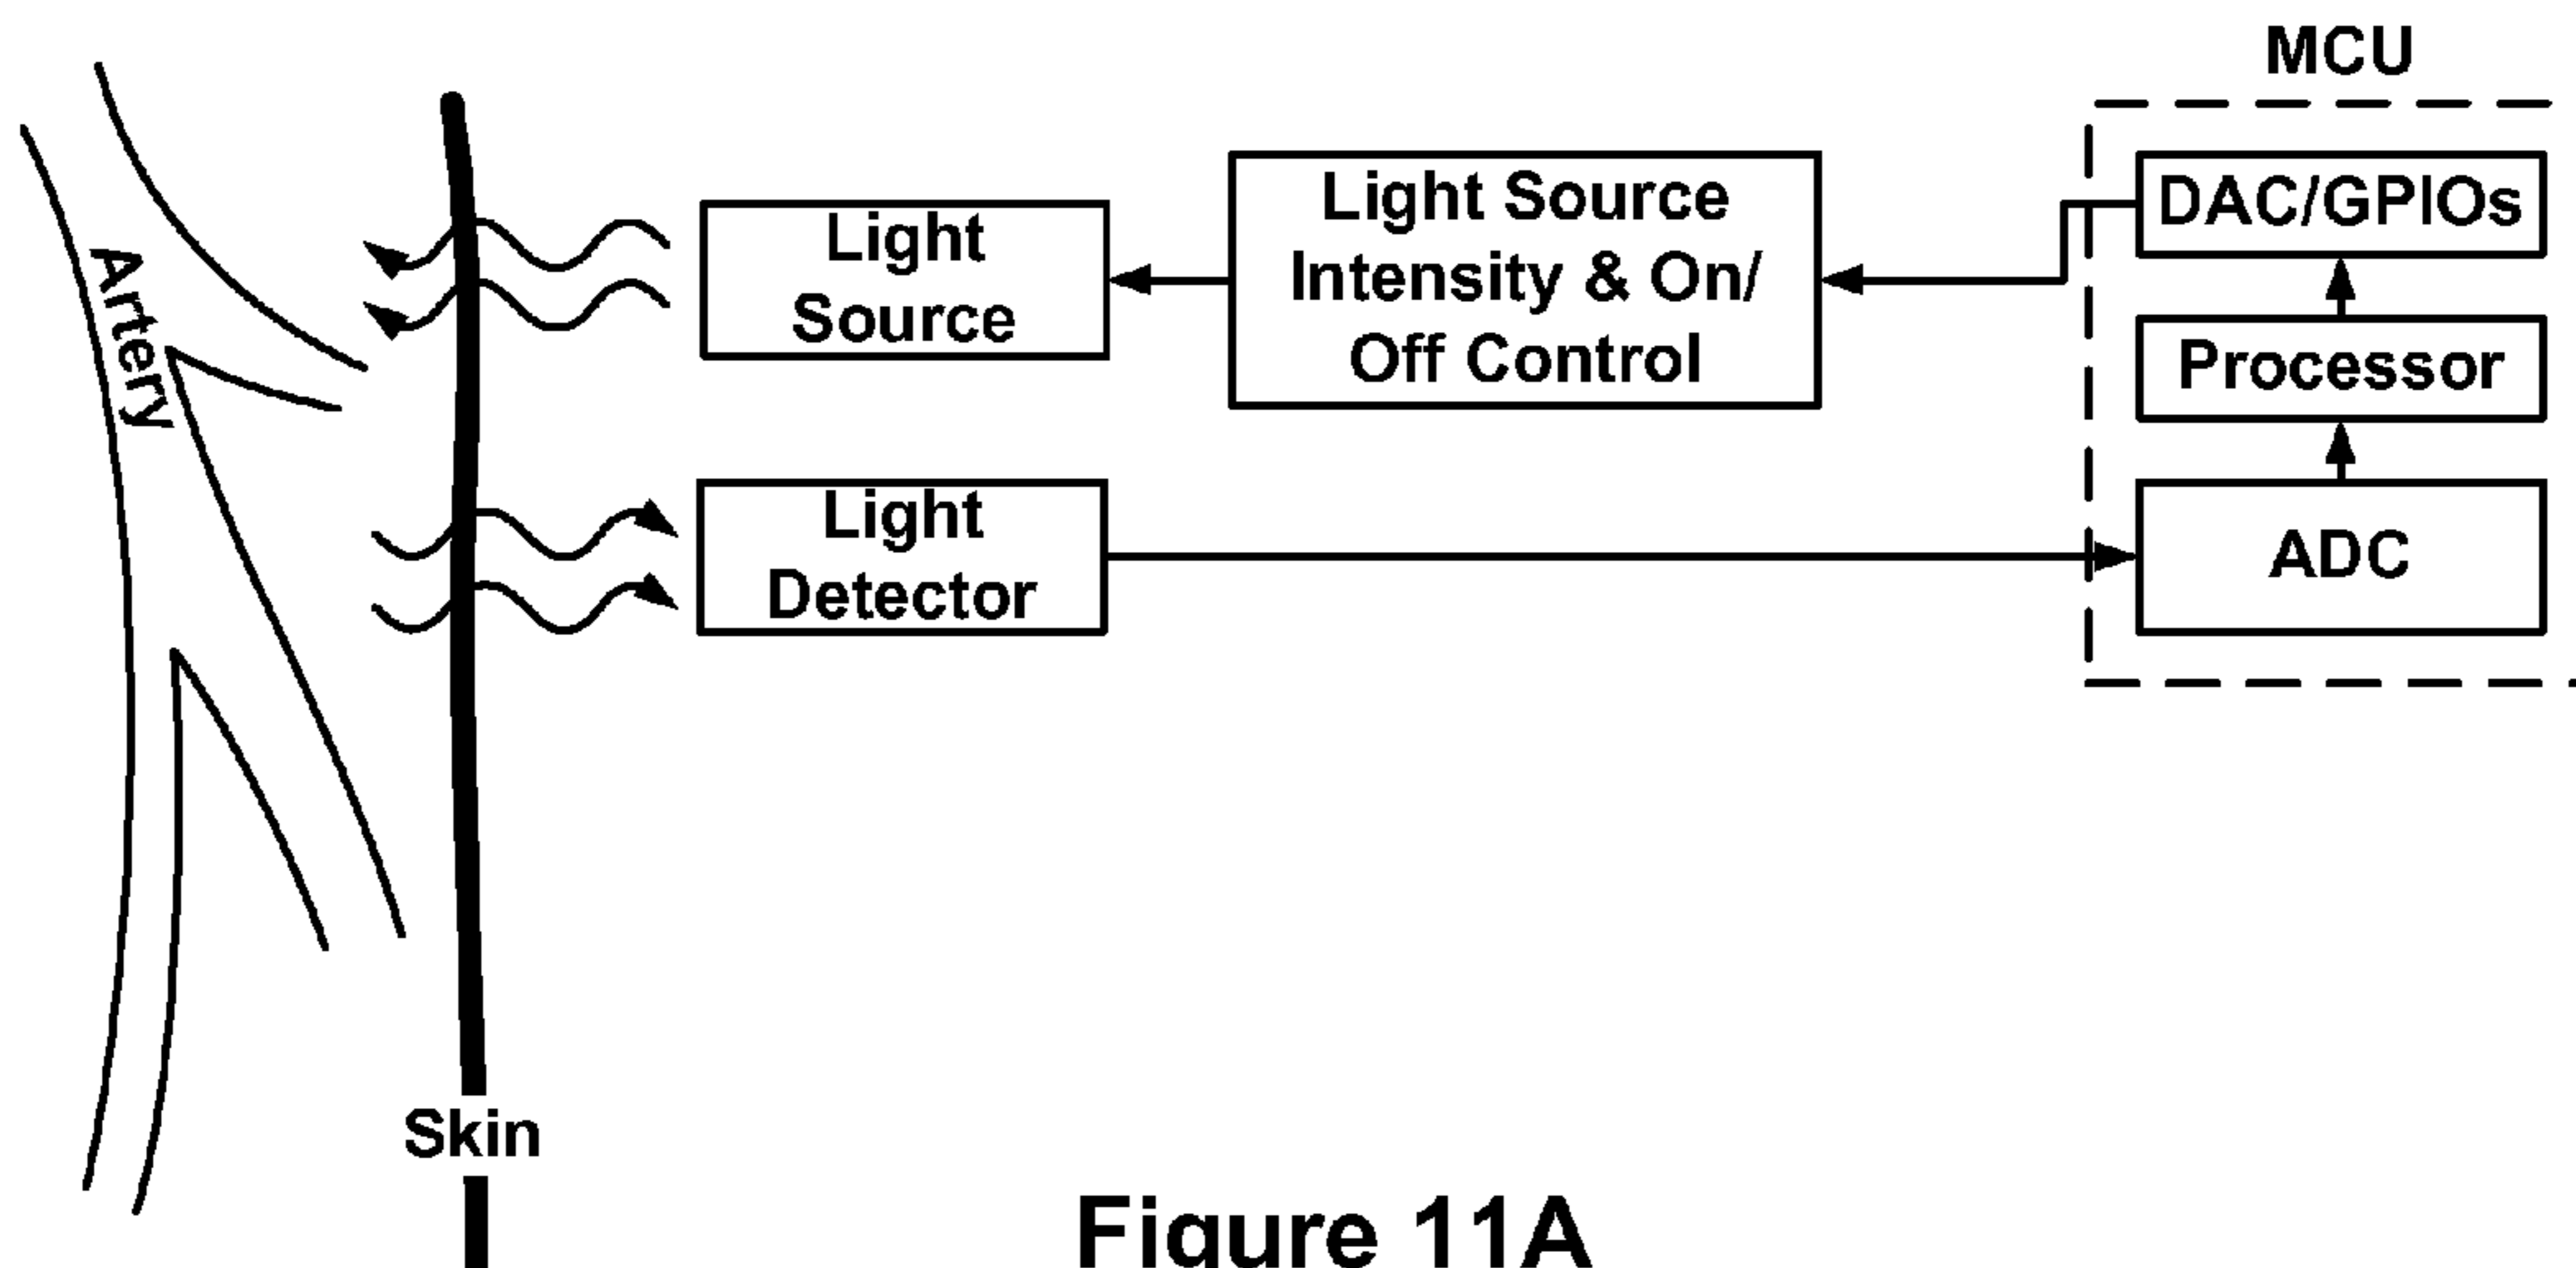 MCU
Light Source
Intensity & On/
Off Control
DAC/GPIOs
Light
Source
Artery
Processor
Light
Detector
ADC
Skin
Figure 11A